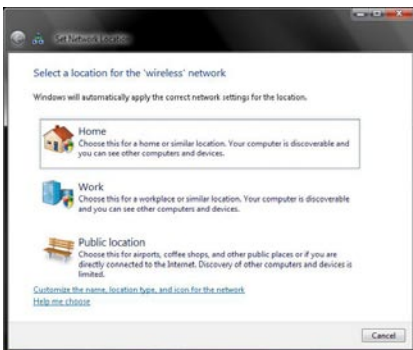 Set Network Location
Select a location for the 'wireless' network
Windows will automatically apply the correct network settings for the location.
Home
Choose this for a home or similar location. Your computer is discoverable and
you can see other computers and devices.
Work
Choose this for a workplace or similar location. Your computer is discoverable
and you can see other computers and devices.
Public location
Choose this for airports, coffee shops, and other public places or if you are
directly connected to the Internet. Discovery of other computers and devices is
limited.
Customize the name, location type, and icon for the network
Help me choose
Cancel